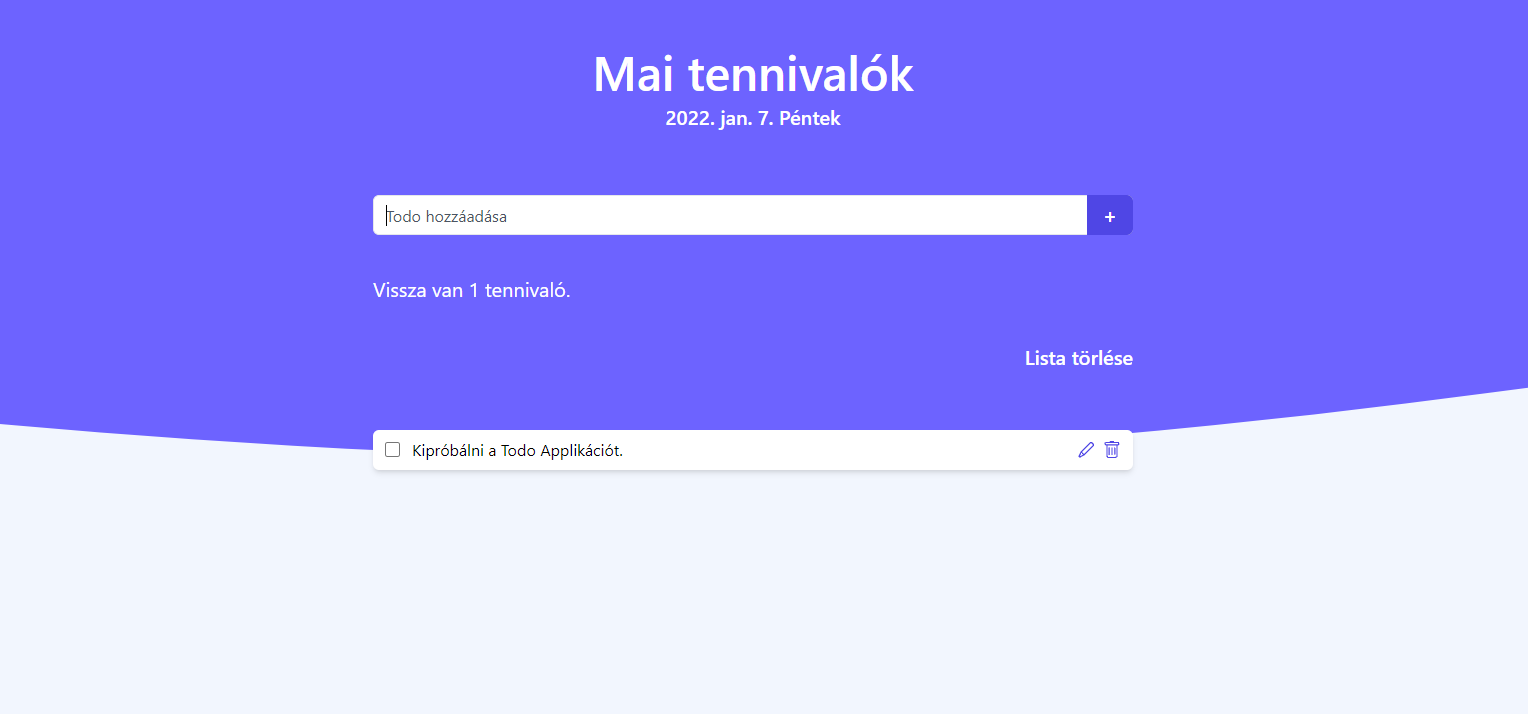 Mai tennivalók
2022. jan. 7. Péntek
Todo hozzáadása
+
Vissza van 1 tennivaló.
Lista törlése
Kipróbálni a Todo Applikációt.